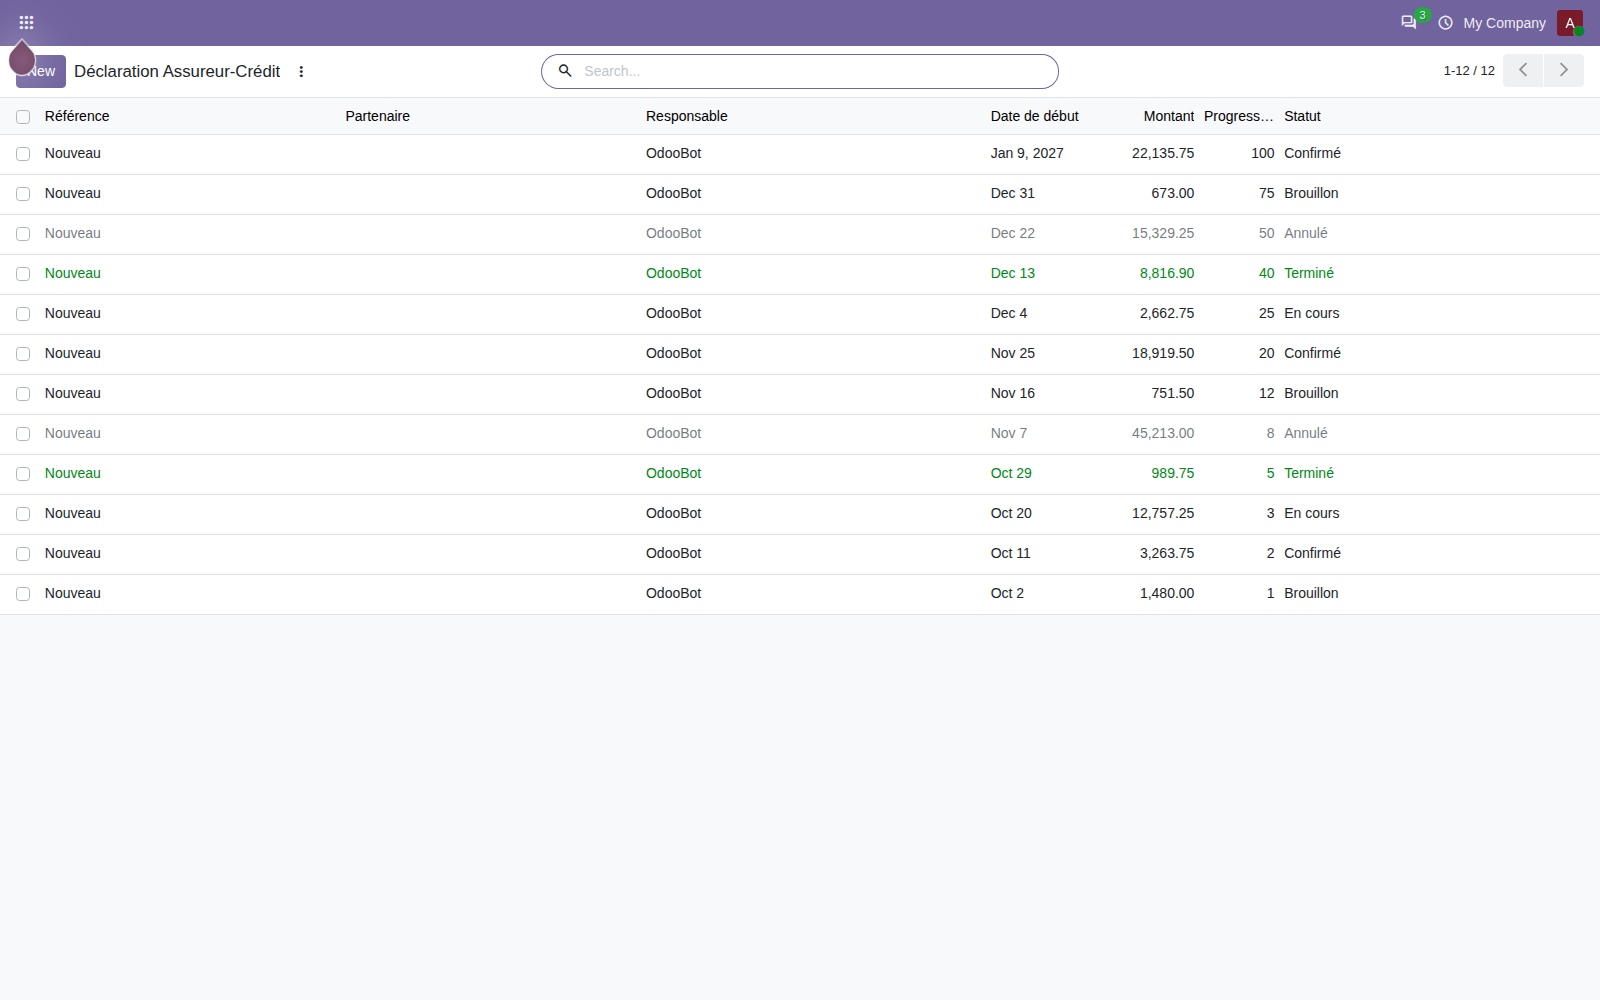 3
My Company
A
New
Déclaration Assureur-Crédit
Search...
1-12 / 12
Référence Partenaire Responsable Date de début Montant Progress... Statut
Nouveau OdooBot Jan 9, 2027 22,135.75 100 Confirmé
Nouveau OdooBot Dec 31 673.00 75 Brouillon
Nouveau OdooBot Dec 22 15,329.25 50 Annulé
Nouveau OdooBot Dec 13 8,816.90 40 Terminé
Nouveau OdooBot Dec 4 2,662.75 25 En cours
Nouveau OdooBot Nov 25 18,919.50 20 Confirmé
Nouveau OdooBot Nov 16 751.50 12 Brouillon
Nouveau OdooBot Nov 7 45,213.00 8 Annulé
Nouveau OdooBot Oct 29 989.75 5 Terminé
Nouveau OdooBot Oct 20 12,757.25 3 En cours
Nouveau OdooBot Oct 11 3,263.75 2 Confirmé
Nouveau OdooBot Oct 2 1,480.00 1 Brouillon